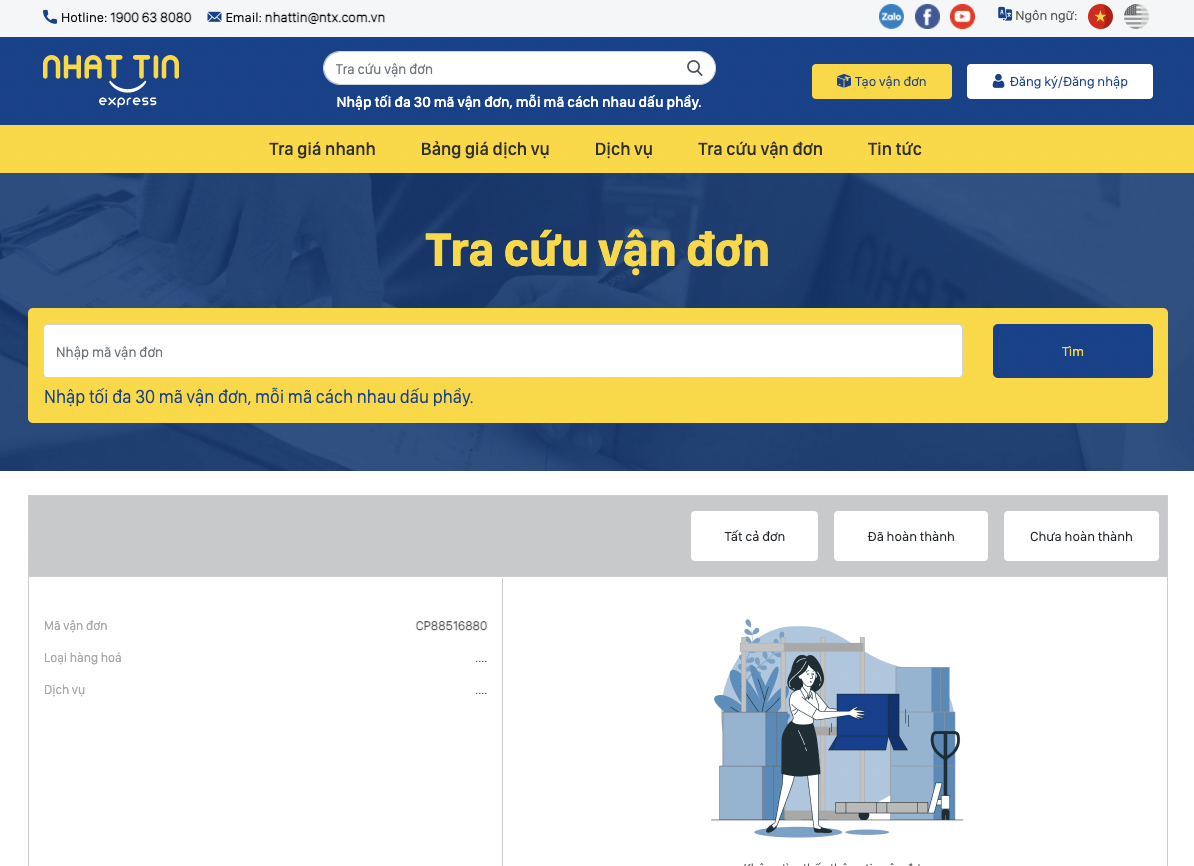 Hotline: 1900 63 8080 Email: nhattin@ntx.com.vn Zalo Ngôn ngữ:
NHAT TIN
express
Tra cứu vận đơn
Nhập tối đa 30 mã vận đơn, mỗi mã cách nhau dấu phẩy.
Tạo vận đơn Đăng ký/Đăng nhập
Tra giá nhanh Bảng giá dịch vụ Dịch vụ Tra cứu vận đơn Tin tức
Tra cứu vận đơn
Nhập mã vận đơn Tìm
Nhập tối đa 30 mã vận đơn, mỗi mã cách nhau dấu phẩy.
Tất cả đơn Đã hoàn thành Chưa hoàn thành
Mã vận đơn CP88516880
Loại hàng hoá ....
Dịch vụ ....